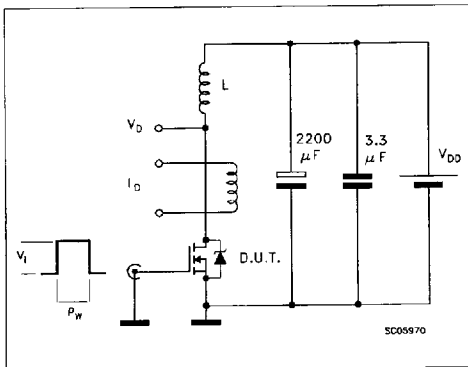 L
V_D
2200 μF
3.3 μF
V_DD
I_D
D.U.T.
V_i
P_W
SC05970